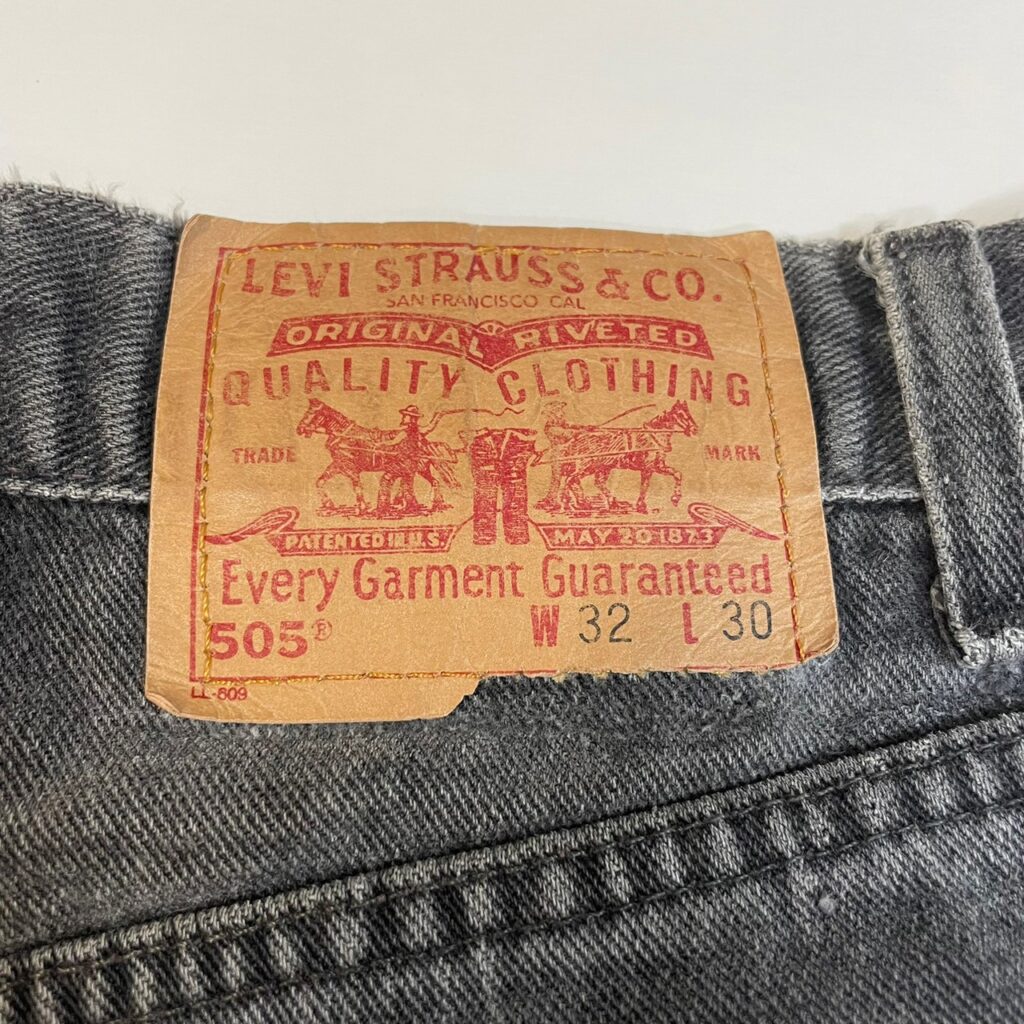 LEVI STRAUSS & CO.
SAN FRANCISCO CAL
ORIGINAL RIVETED
QUALITY CLOTHING
TRADE MARK
PATENTED IN U.S. MAY 20 1873
Every Garment Guaranteed
505® W 32 L 30
LL-609